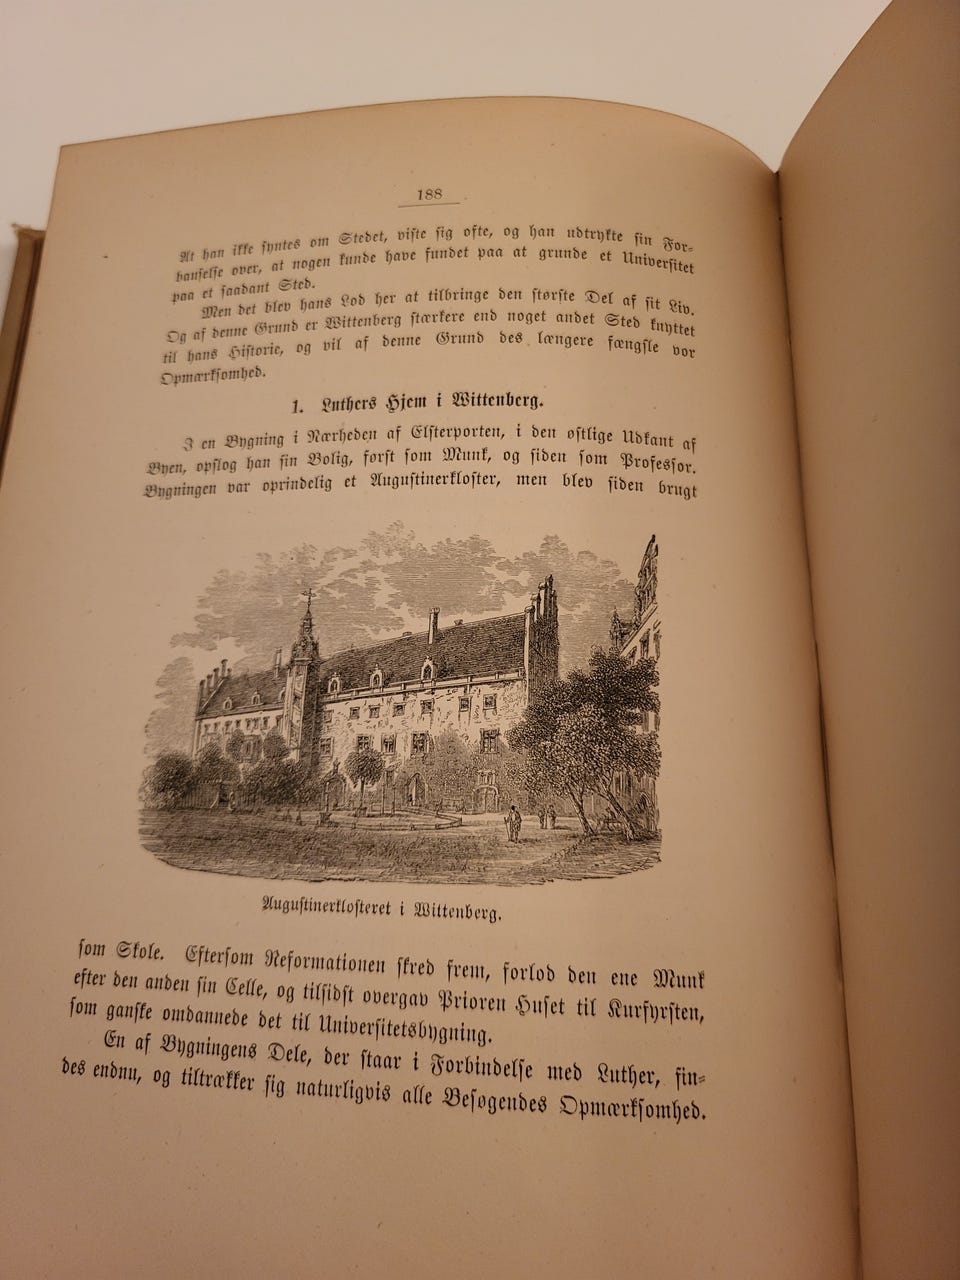 188
At han ikke syntes om Stedet, viste sig ofte, og han udtrykte sin For-
bauselse over, at nogen kunde have fundet paa at grunde et Universitet
paa et saadant Sted.
Men det blev hans Lod her at tilbringe den største Del af sit Liv.
Og af denne Grund er Wittenberg stærkere end noget andet Sted knyttet
til hans Historie, og vil af denne Grund des længere fængsle vor
Opmærksomhed.
1. Luthers Hjem i Wittenberg.
I en Bygning i Nærheden af Elsterporten, i den østlige Udkant af
Byen, opslog han sin Bolig, først som Munk, og siden som Professor.
Bygningen var oprindelig et Augustinerkloster, men blev siden brugt
Augustinerklosteret i Wittenberg.
som Skole. Eftersom Reformationen skred frem, forlod den ene Munk
efter den anden sin Celle, og tilsidst overgav Prioren Huset til Kurfyrsten,
som ganske omdannede det til Universitetsbygning.
En af Bygningens Dele, der staar i Forbindelse med Luther, fin-
des endnu, og tiltrækker sig naturligvis alle Besøgendes Opmærksomhed.